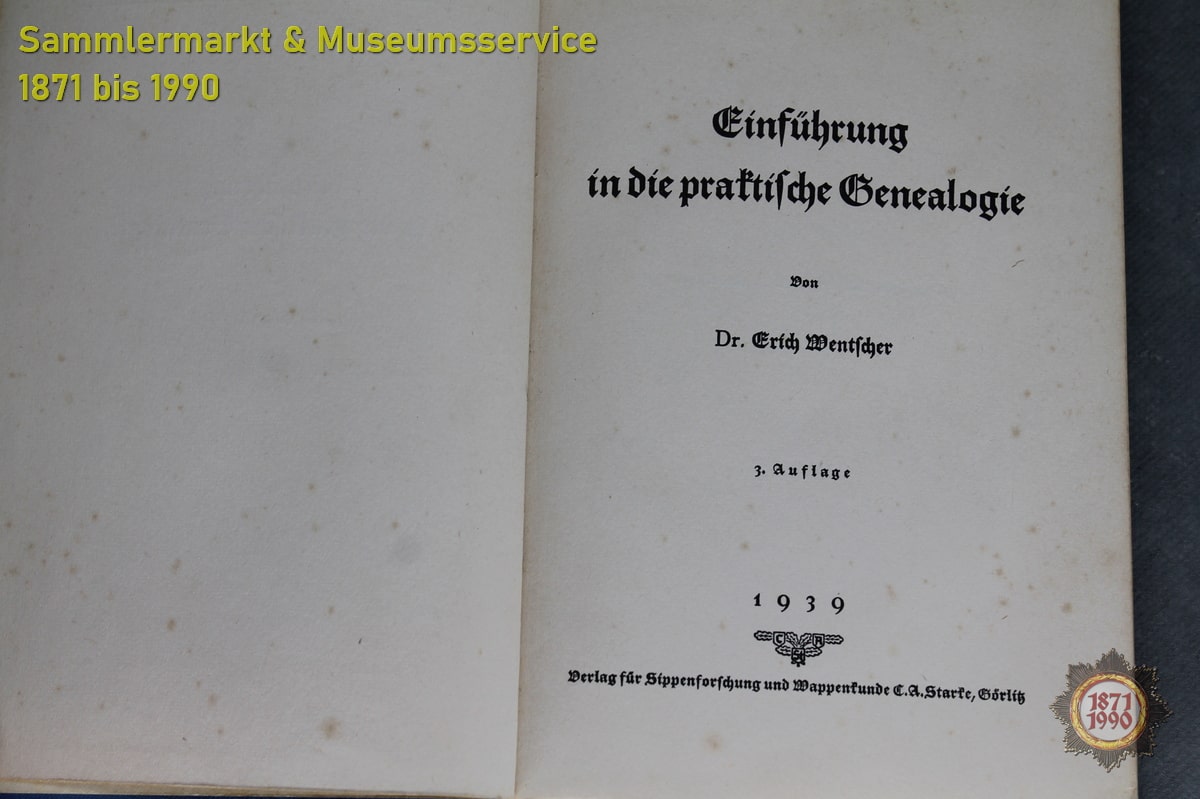 Sammlermarkt & Museumsservice
1871 bis 1990
Einführung
in die praktische Genealogie
Von
Dr. Erich Wentscher
3. Auflage
1939
C A
St
Verlag für Sippenforschung und Wappenkunde C. A. Starke, Görlitz
1871
1990